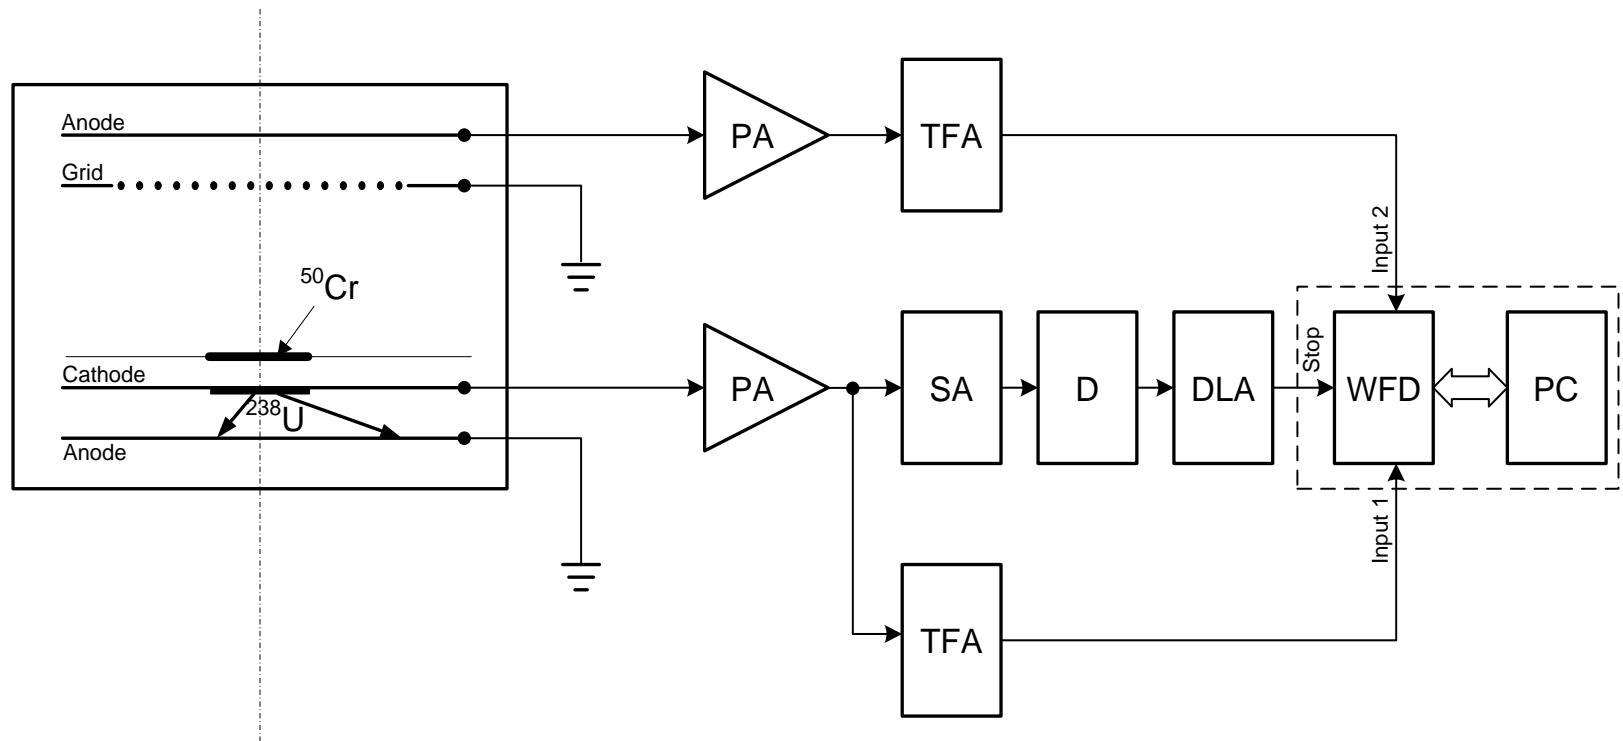 Anode
PA
TFA
Grid
Input 2
⁵⁰Cr
Cathode
PA
SA
D
DLA
Stop
WFD
PC
²³⁸U
Anode
Input 1
TFA